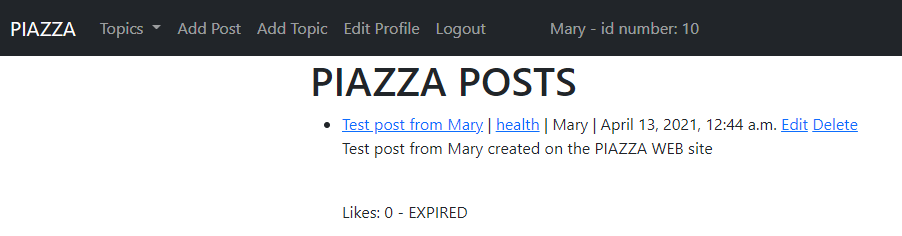 PIAZZA Topics Add Post Add Topic Edit Profile Logout Mary - id number: 10
PIAZZA POSTS
Test post from Mary | health | Mary | April 13, 2021, 12:44 a.m. Edit Delete
Test post from Mary created on the PIAZZA WEB site
Likes: 0 - EXPIRED